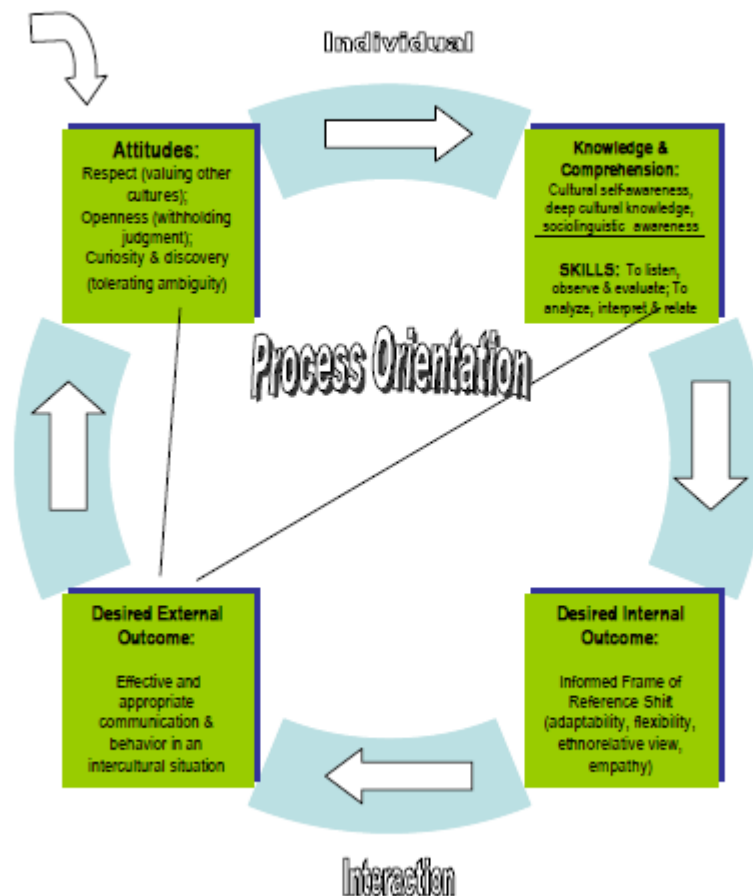 Individual
Attitudes:
Respect (valuing other
cultures);
Openness (withholding
judgment);
Curiosity & discovery
(tolerating ambiguity)
Knowledge &
Comprehension:
Cultural self-awareness,
deep cultural knowledge,
sociolinguistic awareness
SKILLS: To listen,
observe & evaluate; To
analyze, interpret & relate
Process Orientation
Desired External
Outcome:
Effective and
appropriate
communication &
behavior in an
intercultural situation
Desired Internal
Outcome:
Informed Frame of
Reference Shift
(adaptability, flexibility,
ethnorelative view,
empathy)
Interaction